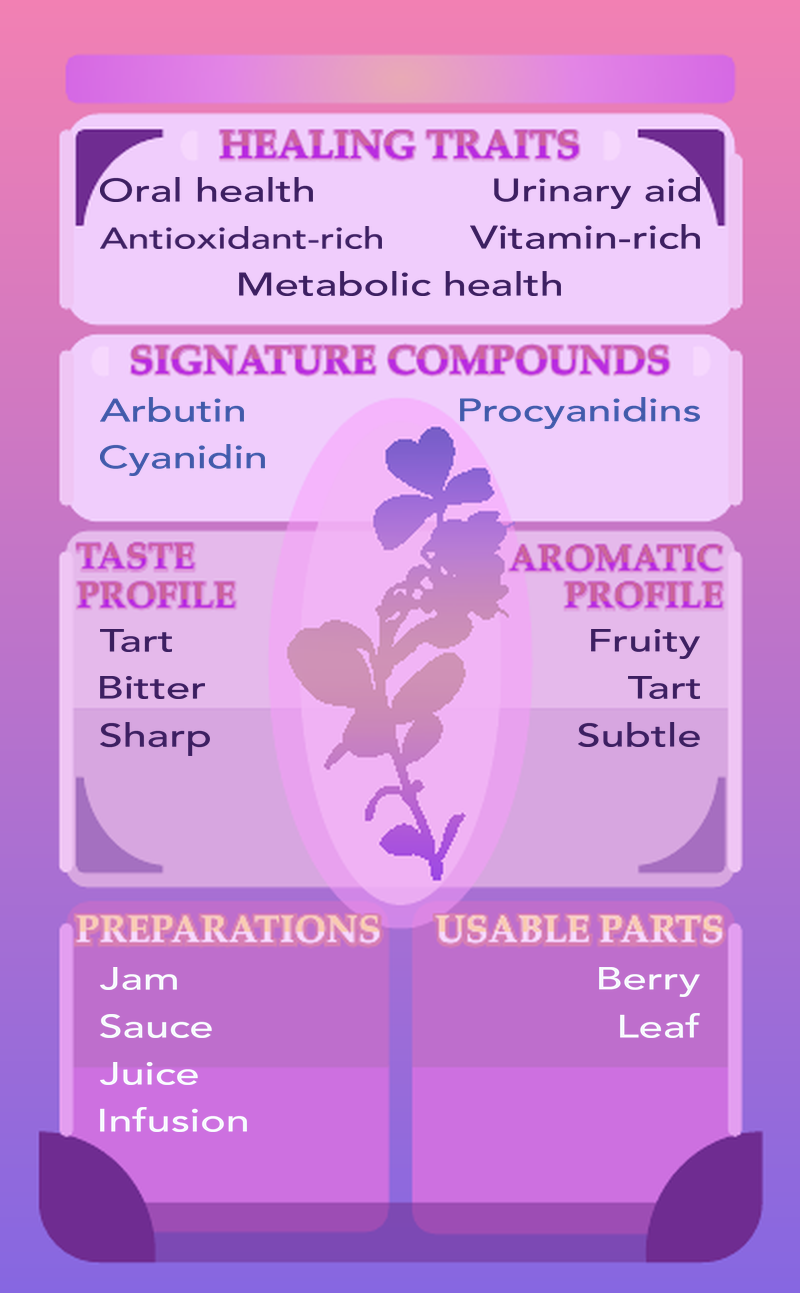 HEALING TRAITS
Oral health Urinary aid
Antioxidant-rich Vitamin-rich
Metabolic health
SIGNATURE COMPOUNDS
Arbutin Procyanidins
Cyanidin
TASTE
PROFILE
Tart
Bitter
Sharp
AROMATIC
PROFILE
Fruity
Tart
Subtle
PREPARATIONS
Jam
Sauce
Juice
Infusion
USABLE PARTS
Berry
Leaf